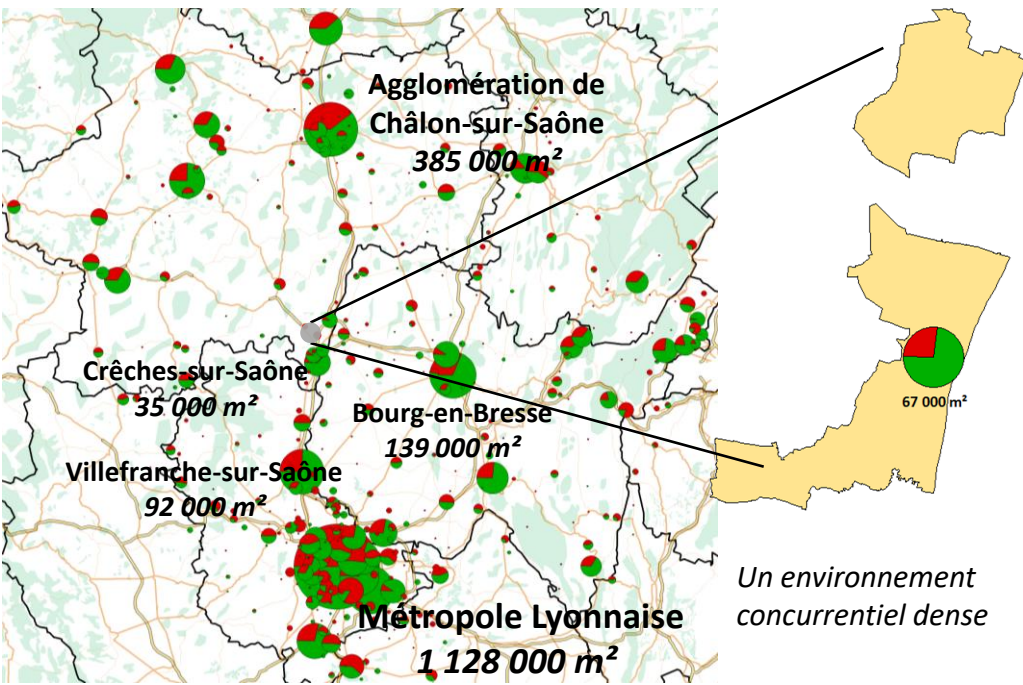 Agglomération de
Châlon-sur-Saône
385 000 m²
Crêches-sur-Saône
35 000 m²
Bourg-en-Bresse
139 000 m²
Villefranche-sur-Saône
92 000 m²
Métropole Lyonnaise
1 128 000 m²
67 000 m²
Un environnement
concurrentiel dense